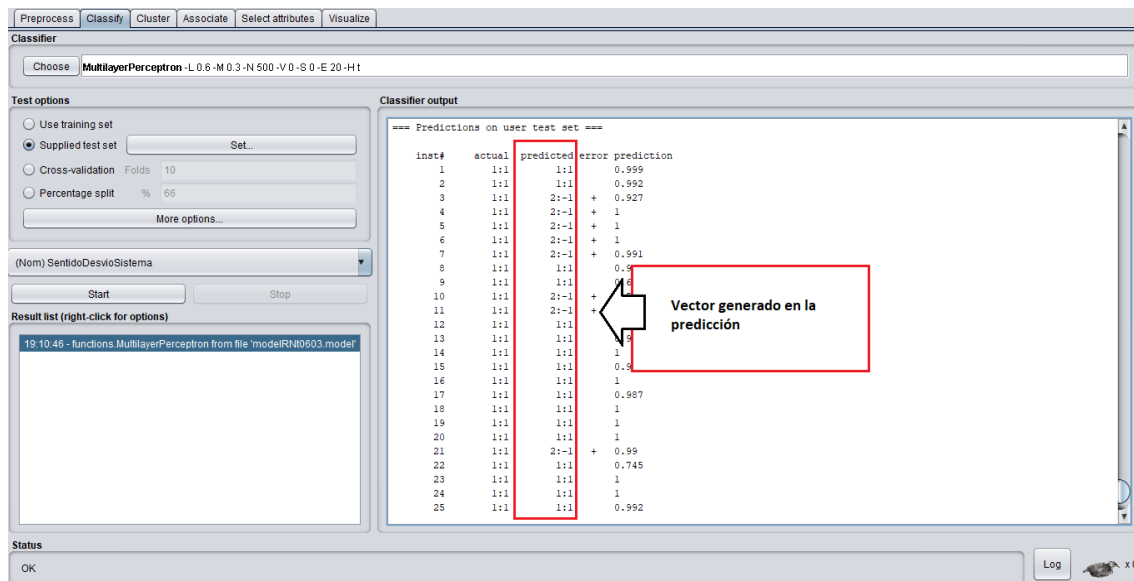 Preprocess Classify Cluster Associate Select attributes Visualize
Classifier
Choose MultilayerPerceptron -L 0.6 -M 0.3 -N 500 -V 0 -S 0 -E 20 -H t
Test options
Use training set
Supplied test set Set...
Cross-validation Folds 10
Percentage split % 66
More options...
(Nom) SentidoDesvioSistema
Start Stop
Result list (right-click for options)
19:10:46 - functions.MultilayerPerceptron from file 'modelRNt0603.model'
Classifier output
=== Predictions on user test set ===
inst# actual predicted error prediction
1 1:1 1:1 0.999
2 1:1 1:1 0.992
3 1:1 2:-1 + 0.927
4 1:1 2:-1 + 1
5 1:1 2:-1 + 1
6 1:1 2:-1 + 1
7 1:1 2:-1 + 0.991
8 1:1 1:1
9 1:1 1:1
10 1:1 2:-1 +
11 1:1 2:-1 +
12 1:1 1:1
13 1:1 1:1
14 1:1 1:1 1
15 1:1 1:1
16 1:1 1:1 1
17 1:1 1:1 0.987
18 1:1 1:1 1
19 1:1 1:1 1
20 1:1 1:1 1
21 1:1 2:-1 + 0.99
22 1:1 1:1 0.745
23 1:1 1:1 1
24 1:1 1:1 1
25 1:1 1:1 0.992
Vector generado en la
predicción
Status
OK
Log